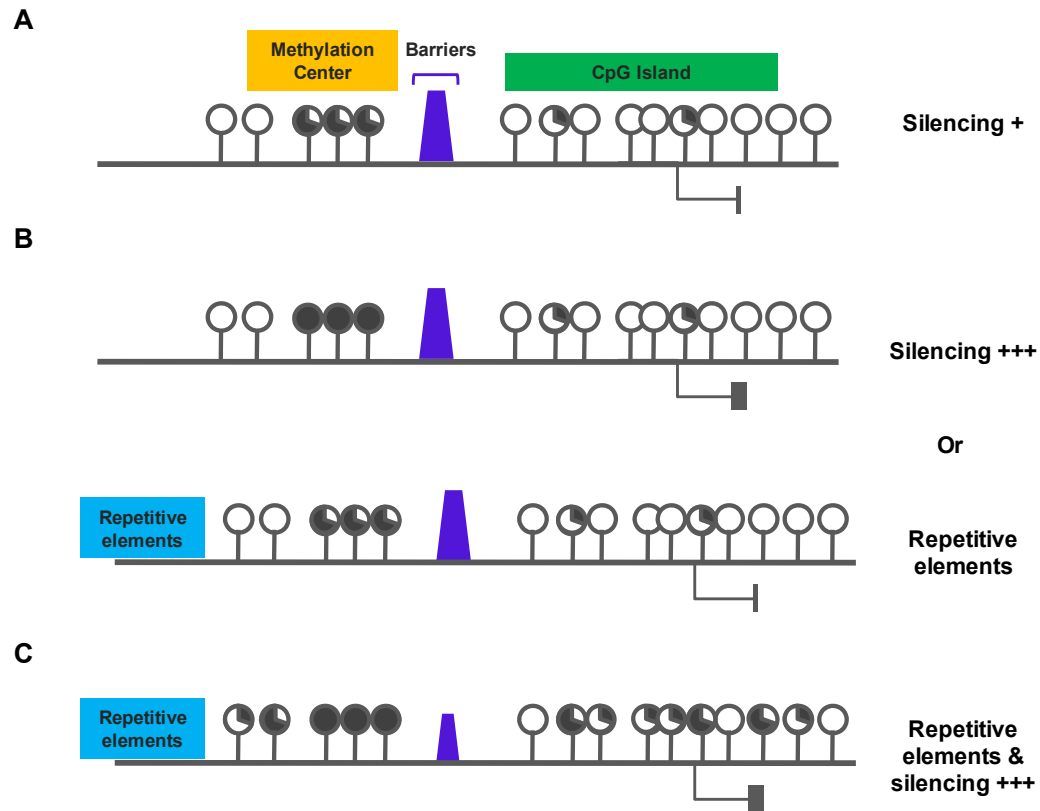 A
Methylation
Center
Barriers
CpG Island
Silencing +
B
Silencing +++
Or
Repetitive
elements
Repetitive
elements
C
Repetitive
elements
Repetitive
elements &
silencing +++